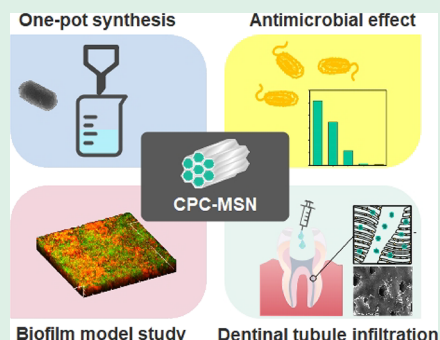 One-pot synthesis
Antimicrobial effect
CPC-MSN
Biofilm model study
Dentinal tubule infiltration